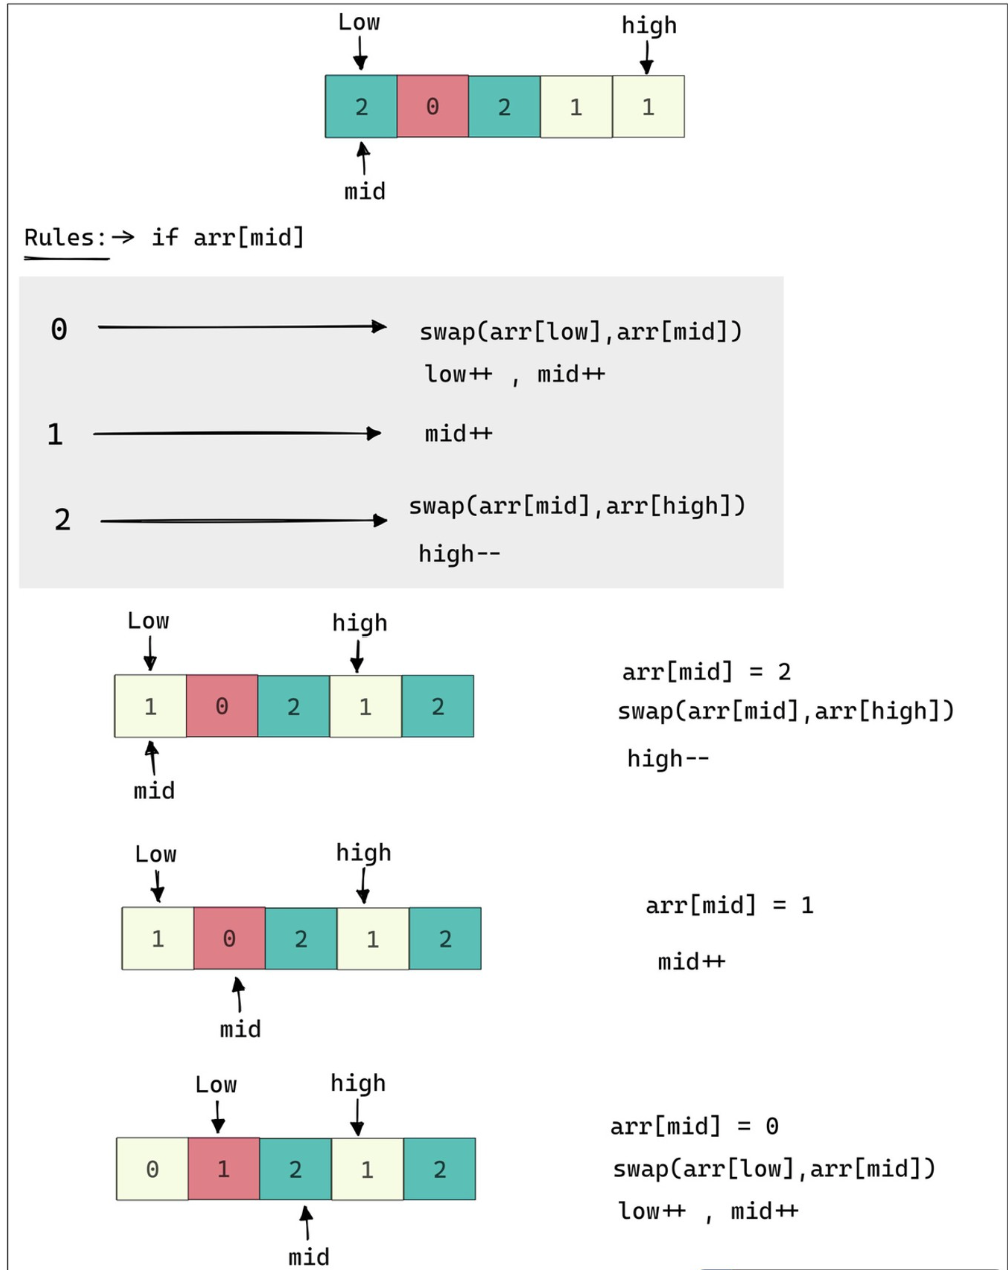 Low high
2 0 2 1 1
mid
Rules:→ if arr[mid]
0 swap(arr[low],arr[mid])
low++ , mid++
1 mid++
2 swap(arr[mid],arr[high])
high--
Low high
arr[mid] = 2
1 0 2 1 2 swap(arr[mid],arr[high])
high--
mid
Low high
arr[mid] = 1
1 0 2 1 2
mid++
mid
Low high
arr[mid] = 0
0 1 2 1 2 swap(arr[low],arr[mid])
low++ , mid++
mid